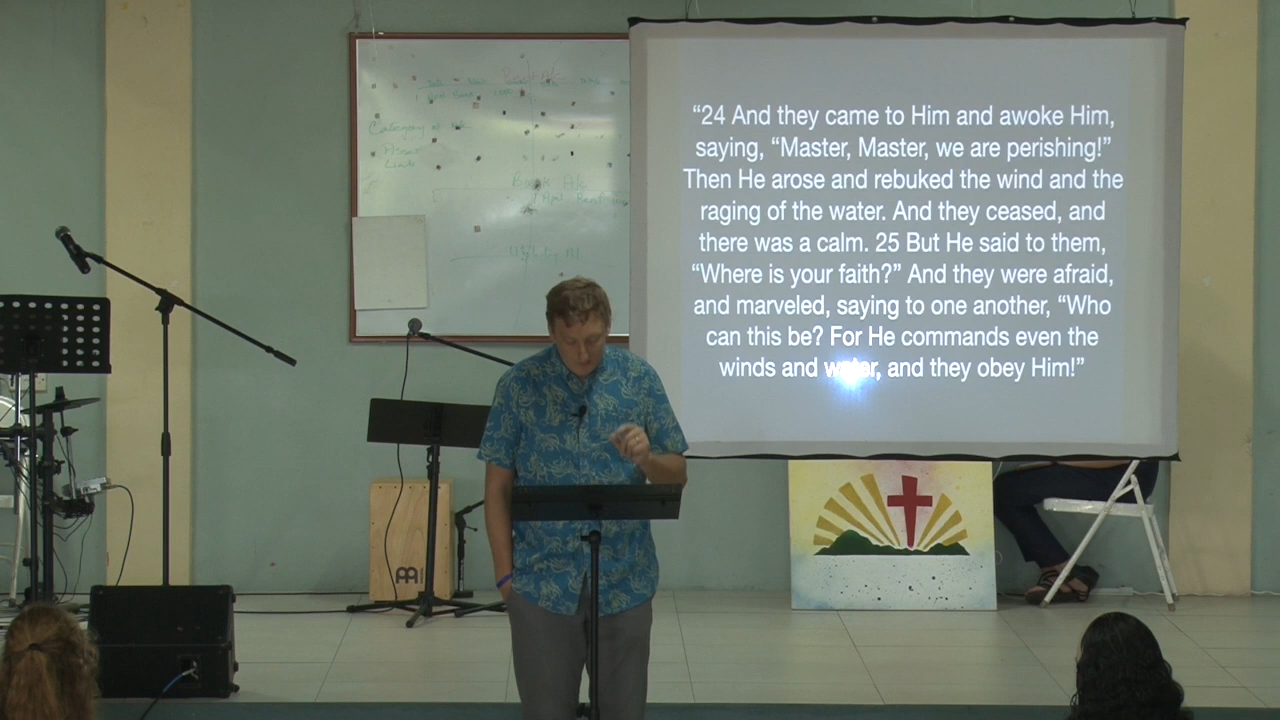 “24 And they came to Him and awoke Him,
saying, “Master, Master, we are perishing!”
Then He arose and rebuked the wind and the
raging of the water. And they ceased, and
there was a calm. 25 But He said to them,
“Where is your faith?” And they were afraid,
and marveled, saying to one another, “Who
can this be? For He commands even the
winds and water, and they obey Him!”
Category of